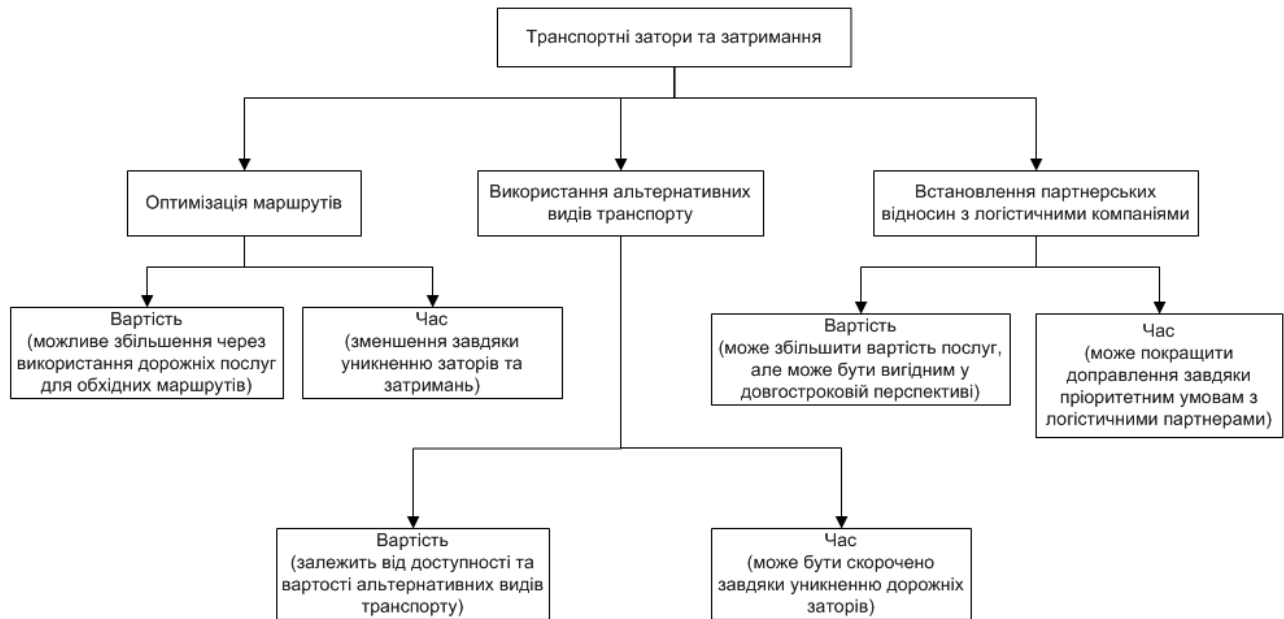 Транспортні затори та затримання
Оптимізація маршрутів
Використання альтернативних
видів транспорту
Встановлення партнерських
відносин з логістичними компаніями
Вартість
(можливе збільшення через
використання дорожніх послуг
для обхідних маршрутів)
Час
(зменшення завдяки
уникненню заторів та
затримань)
Вартість
(може збільшити вартість послуг,
але може бути вигідним у
довгостроковій перспективі)
Час
(може покращити
доправлення завдяки
пріоритетним умовам з
логістичними партнерами)
Вартість
(залежить від доступності та
вартості альтернативних видів
транспорту)
Час
(може бути скорочено
завдяки уникненню дорожніх
заторів)